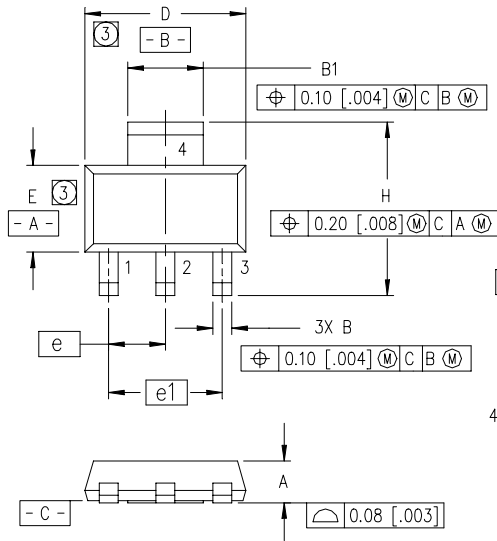 D
3
- B -
B1
⌖ 0.10 [.004] Ⓜ C B Ⓜ
4
E
3
H
- A -
⌖ 0.20 [.008] Ⓜ C A Ⓜ
1 2 3
e
3X B
⌖ 0.10 [.004] Ⓜ C B Ⓜ
e1
4
A
- C -
⌓ 0.08 [.003]